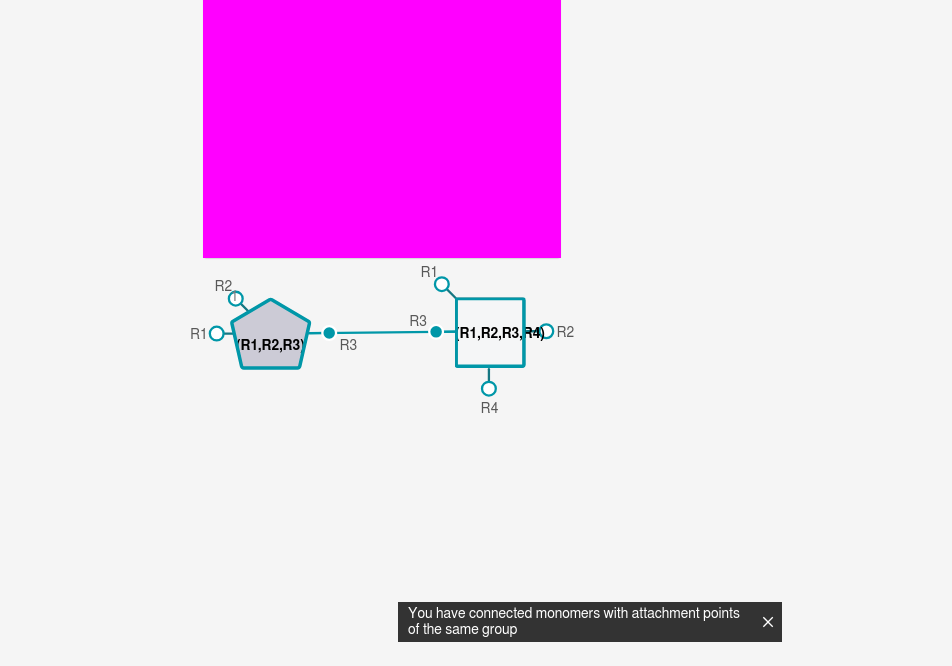 R1
R2
R3
R1
R2
(R1,R2,R3)
R3
(R1,R2,R3,R4)
R4
You have connected monomers with attachment points
of the same group